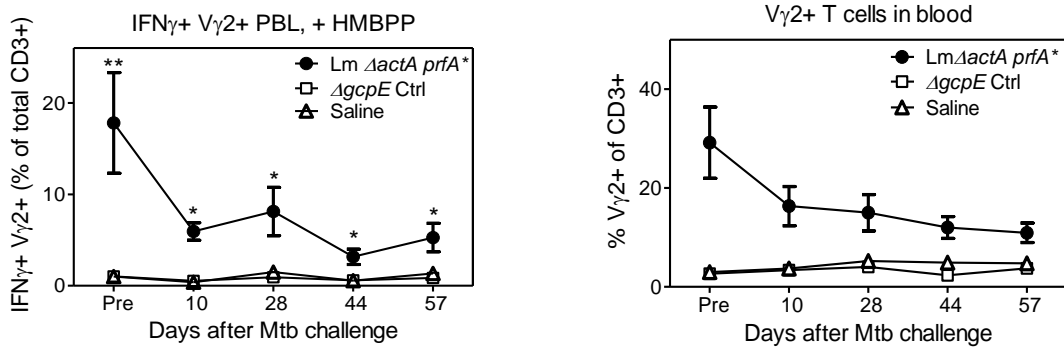 IFNγ+ Vγ2+ PBL, + HMBPP
IFNγ+ Vγ2+ (% of total CD3+)
20
10
0
**
*
*
*
*
Lm ΔactA prfA*
ΔgcpE Ctrl
Saline
Pre 10 28 44 57
Days after Mtb challenge
Vγ2+ T cells in blood
% Vγ2+ of CD3+
40
20
0
LmΔactA prfA*
ΔgcpE Ctrl
Saline
Pre 10 28 44 57
Days after Mtb challenge